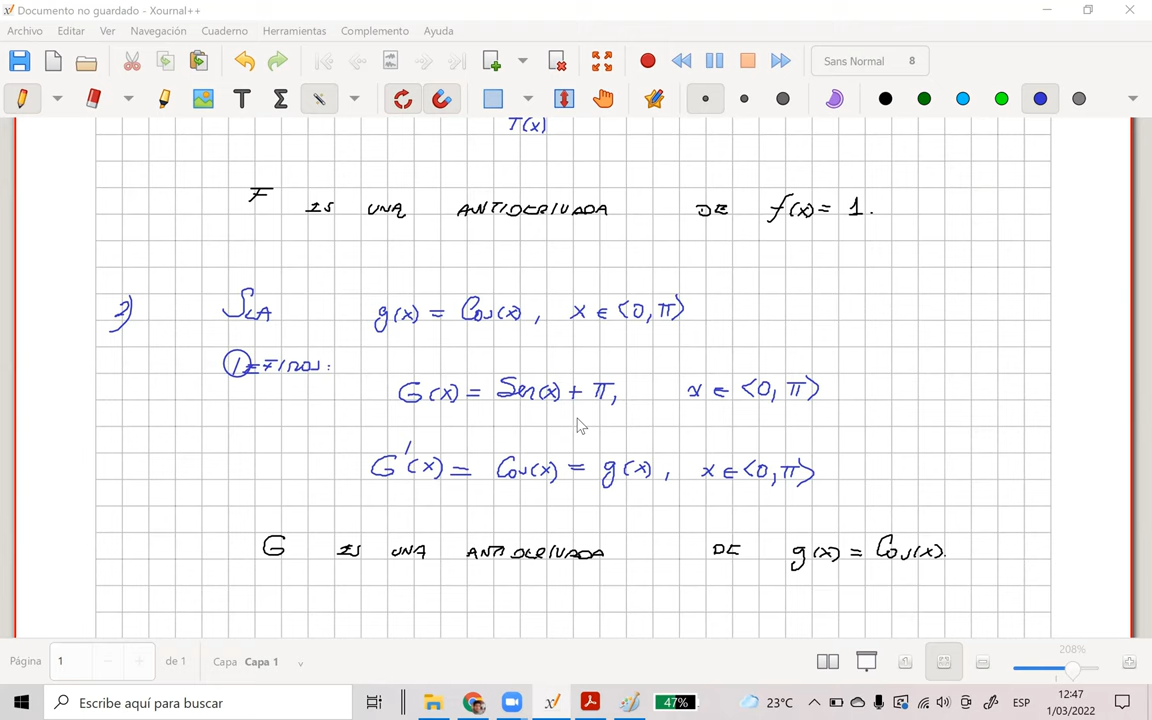 Documento no guardado - Xournal++
Archivo Editar Ver Navegación Cuaderno Herramientas Complemento Ayuda
Sans Normal 8
T(x)
F ES UNA ANTIDERIVADA DE f(x) = 1.
2) SEA g(x) = Cos(x), x ∈ ⟨0, π⟩
DEFINOS:
G(x) = Sen(x) + π, x ∈ ⟨0, π⟩
G'(x) = Cos(x) = g(x), x ∈ ⟨0, π⟩
G ES UNA ANTIDERIVADA DE g(x) = Cos(x).
Página 1 de 1 Capa Capa 1 208%
Escribe aquí para buscar 47% 23°C ESP 12:47
1/03/2022